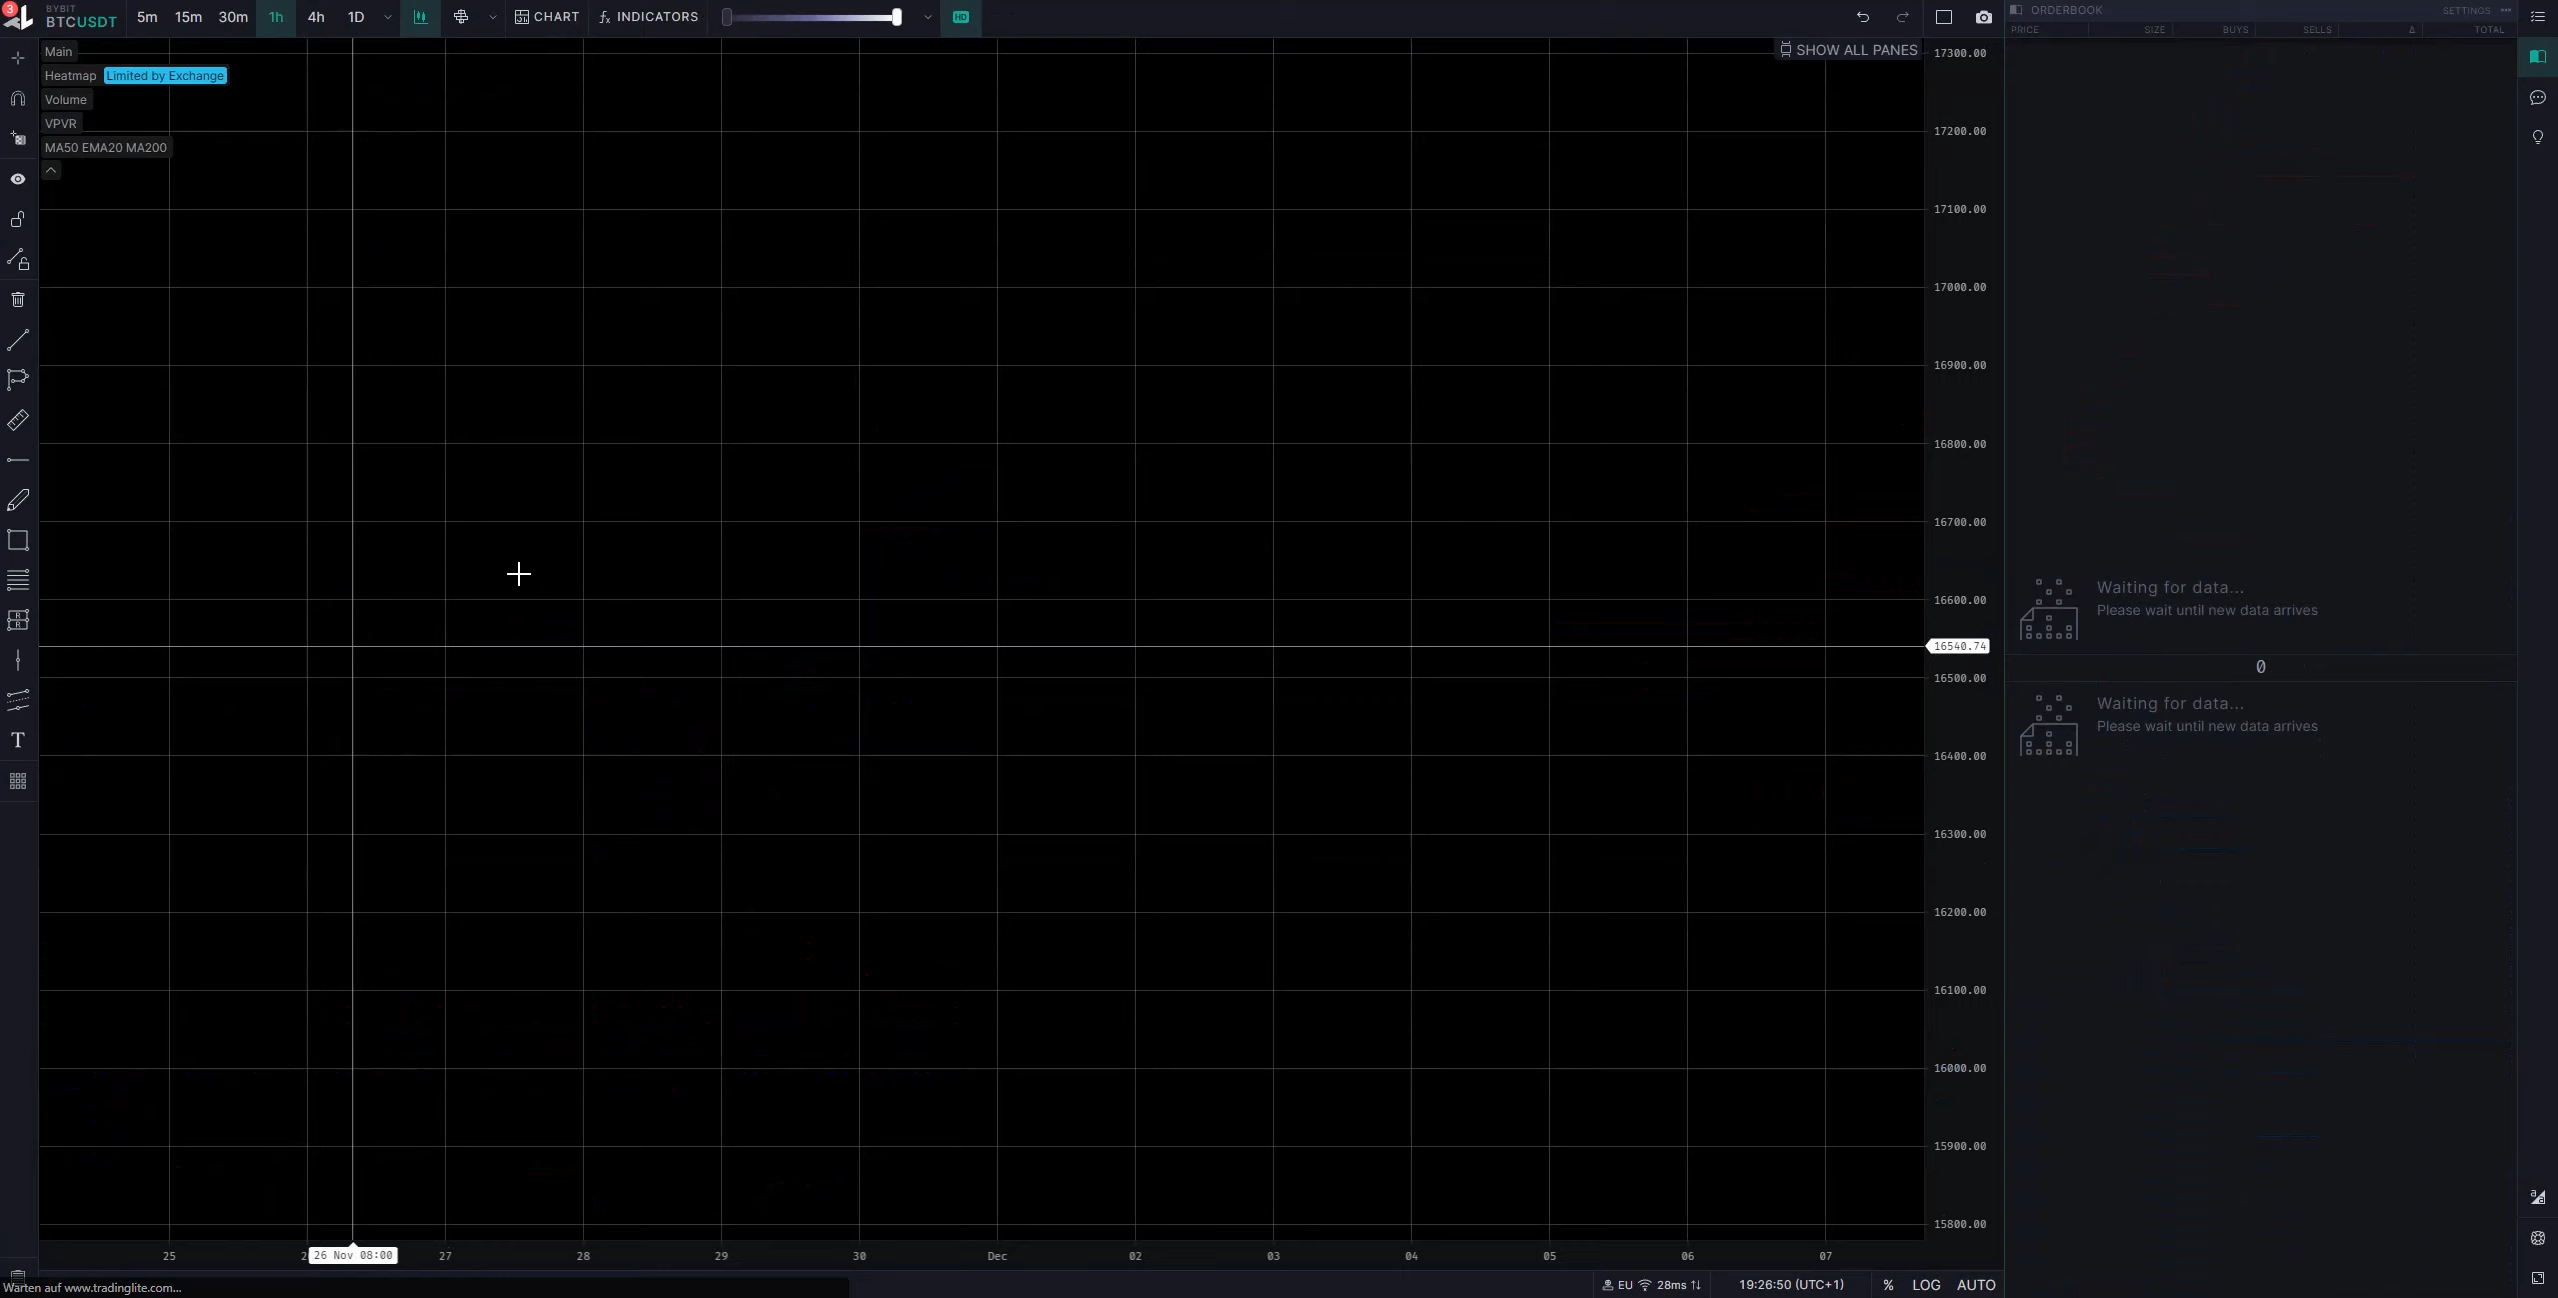 3
BYBIT
BTCUSDT
5m 15m 30m 1h 4h 1D CHART INDICATORS HD
Main
Heatmap Limited by Exchange
Volume
VPVR
MA50 EMA20 MA200
SHOW ALL PANES
17300.00
17200.00
17100.00
17000.00
16900.00
16800.00
16700.00
16600.00
16540.74
16500.00
16400.00
16300.00
16200.00
16100.00
16000.00
15900.00
15800.00
25 26 Nov 08:00 27 28 29 30 Dec 02 03 04 05 06 07
ORDERBOOK SETTINGS
PRICE SIZE BUYS SELLS Δ TOTAL
Waiting for data...
Please wait until new data arrives
0
Waiting for data...
Please wait until new data arrives
T
Warten auf www.tradinglite.com...
EU 28ms 19:26:50 (UTC+1) % LOG AUTO